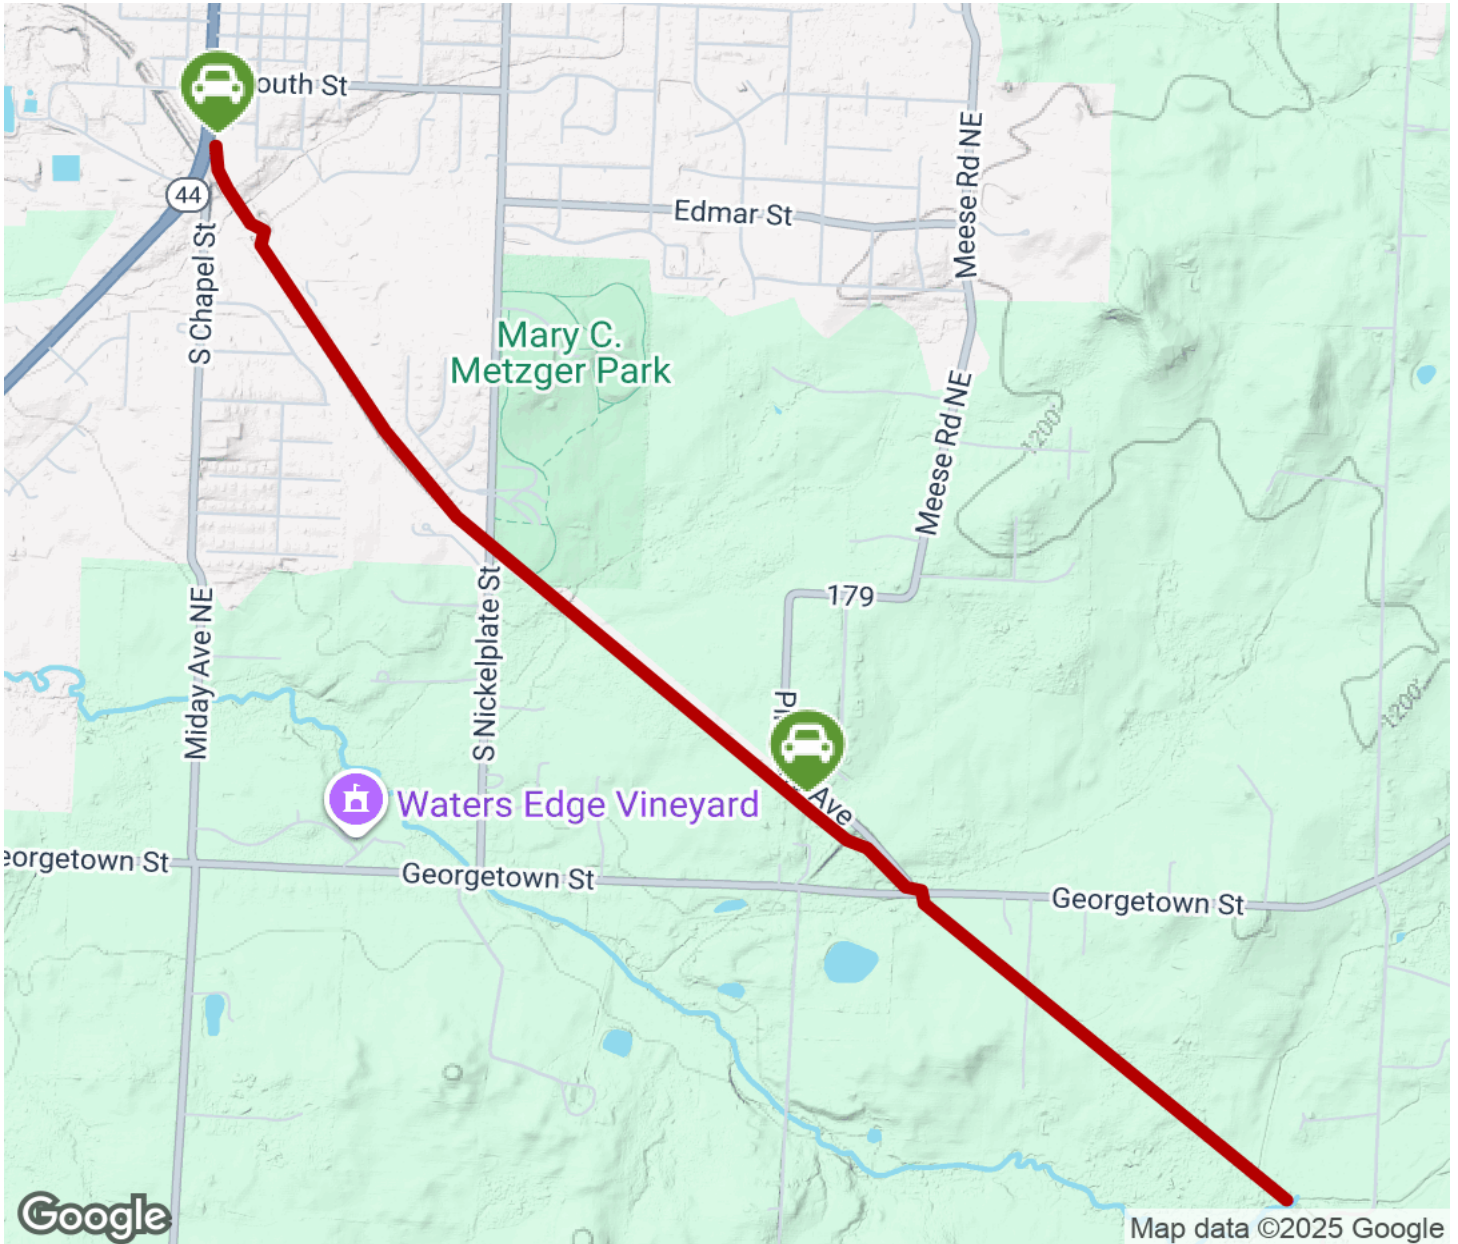 outh St
44
Edmar St
Meese Rd NE
S Chapel St
Mary C.
Metzger Park
Meese Rd NE
1200'
179
S Nickelplate St
Miday Ave NE
1200'
Ave
Waters Edge Vineyard
eorgetown St
Georgetown St
Georgetown St
Google
Map data ©2025 Google